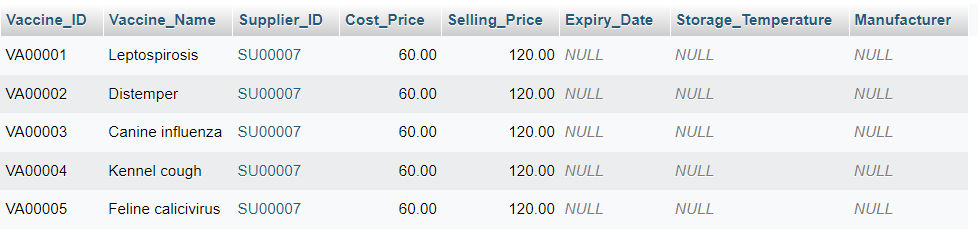 Vaccine_ID Vaccine_Name Supplier_ID Cost_Price Selling_Price Expiry_Date Storage_Temperature Manufacturer
VA00001 Leptospirosis SU00007 60.00 120.00 NULL NULL NULL
VA00002 Distemper SU00007 60.00 120.00 NULL NULL NULL
VA00003 Canine influenza SU00007 60.00 120.00 NULL NULL NULL
VA00004 Kennel cough SU00007 60.00 120.00 NULL NULL NULL
VA00005 Feline calicivirus SU00007 60.00 120.00 NULL NULL NULL